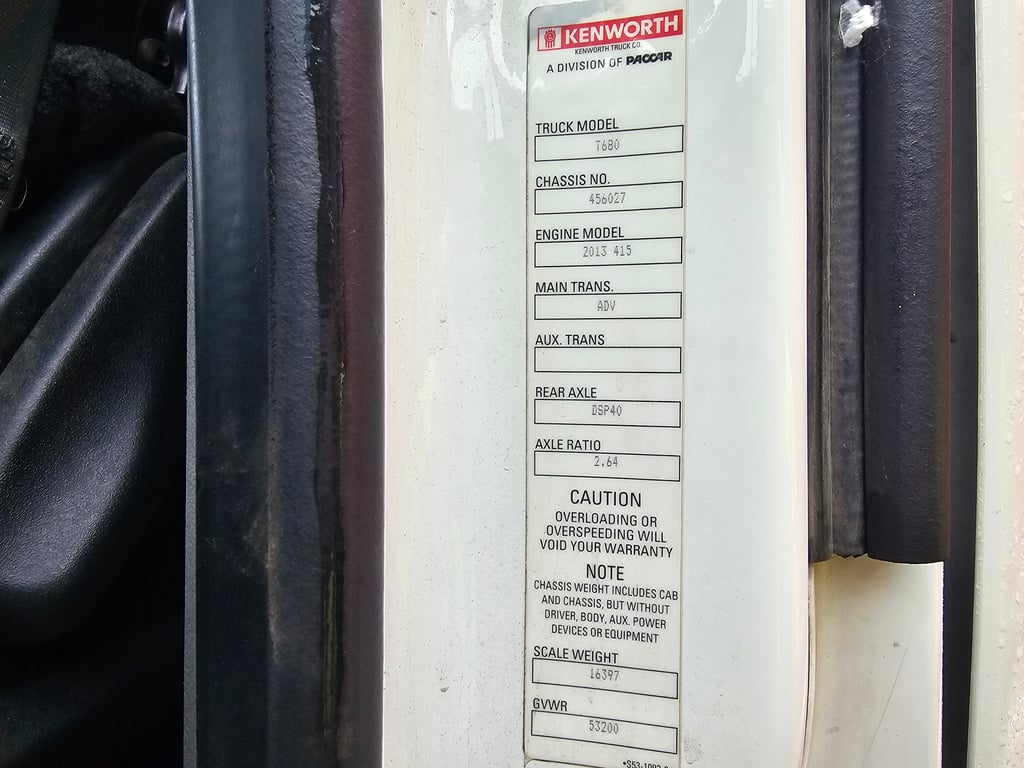 KENWORTH
KENWORTH TRUCK CO.
A DIVISION OF PACCAR
TRUCK MODEL
T680
CHASSIS NO.
456027
ENGINE MODEL
2013 415
MAIN TRANS.
ADV
AUX. TRANS
REAR AXLE
DSP40
AXLE RATIO
2.64
CAUTION
OVERLOADING OR
OVERSPEEDING WILL
VOID YOUR WARRANTY
NOTE
CHASSIS WEIGHT INCLUDES CAB
AND CHASSIS, BUT WITHOUT
DRIVER, BODY, AUX. POWER
DEVICES OR EQUIPMENT
SCALE WEIGHT
16397
GVWR
53200